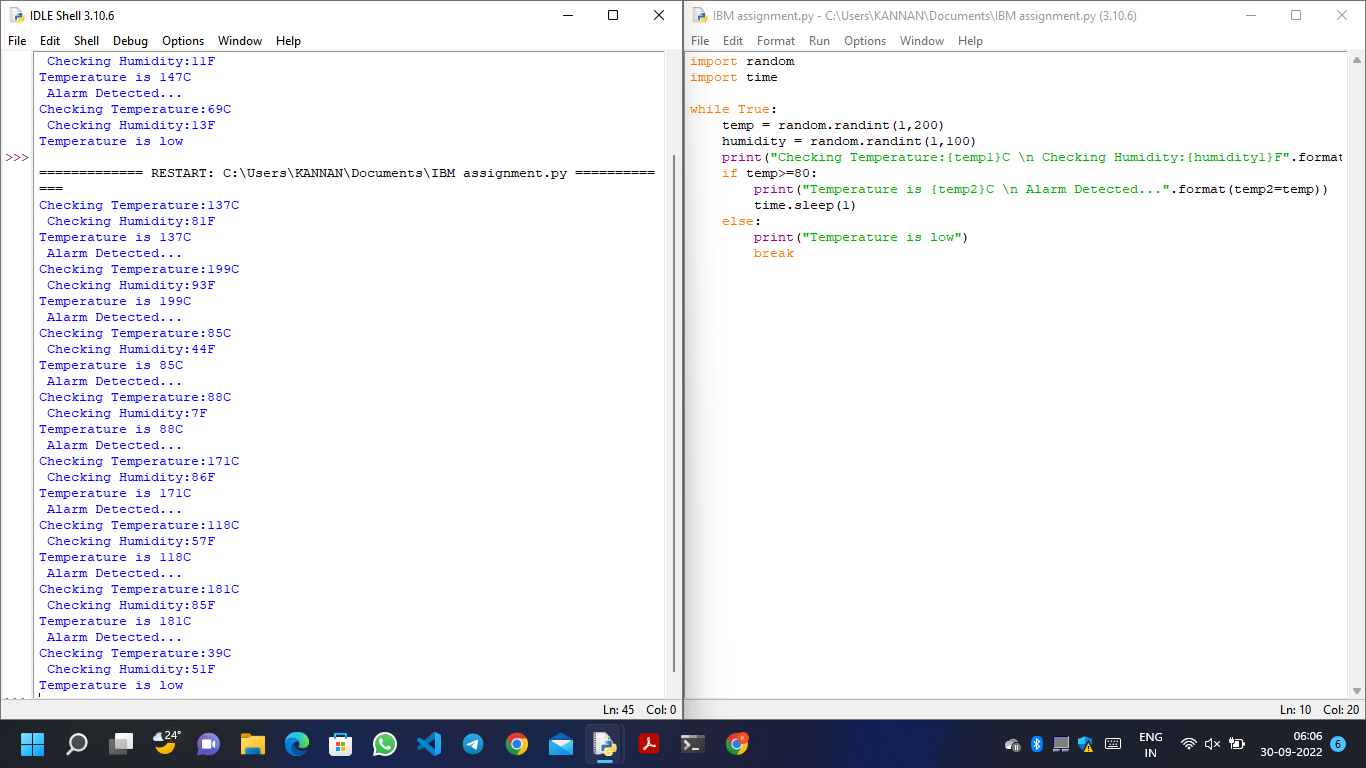 IDLE Shell 3.10.6
File Edit Shell Debug Options Window Help
 Checking Humidity:11F
Temperature is 147C
 Alarm Detected...
Checking Temperature:69C
 Checking Humidity:13F
Temperature is low
>>>
============= RESTART: C:\Users\KANNAN\Documents\IBM assignment.py ==========
===
Checking Temperature:137C
 Checking Humidity:81F
Temperature is 137C
 Alarm Detected...
Checking Temperature:199C
 Checking Humidity:93F
Temperature is 199C
 Alarm Detected...
Checking Temperature:85C
 Checking Humidity:44F
Temperature is 85C
 Alarm Detected...
Checking Temperature:88C
 Checking Humidity:7F
Temperature is 88C
 Alarm Detected...
Checking Temperature:171C
 Checking Humidity:86F
Temperature is 171C
 Alarm Detected...
Checking Temperature:118C
 Checking Humidity:57F
Temperature is 118C
 Alarm Detected...
Checking Temperature:181C
 Checking Humidity:85F
Temperature is 181C
 Alarm Detected...
Checking Temperature:39C
 Checking Humidity:51F
Temperature is low
Ln: 45 Col: 0
IBM assignment.py - C:\Users\KANNAN\Documents\IBM assignment.py (3.10.6)
File Edit Format Run Options Window Help
import random
import time
while True:
    temp = random.randint(1,200)
    humidity = random.randint(1,100)
    print("Checking Temperature:{temp1}C \n Checking Humidity:{humidity1}F".format
    if temp>=80:
        print("Temperature is {temp2}C \n Alarm Detected...".format(temp2=temp))
        time.sleep(1)
    else:
        print("Temperature is low")
        break
Ln: 10 Col: 20
24°
ENG
IN
06:06
30-09-2022
6